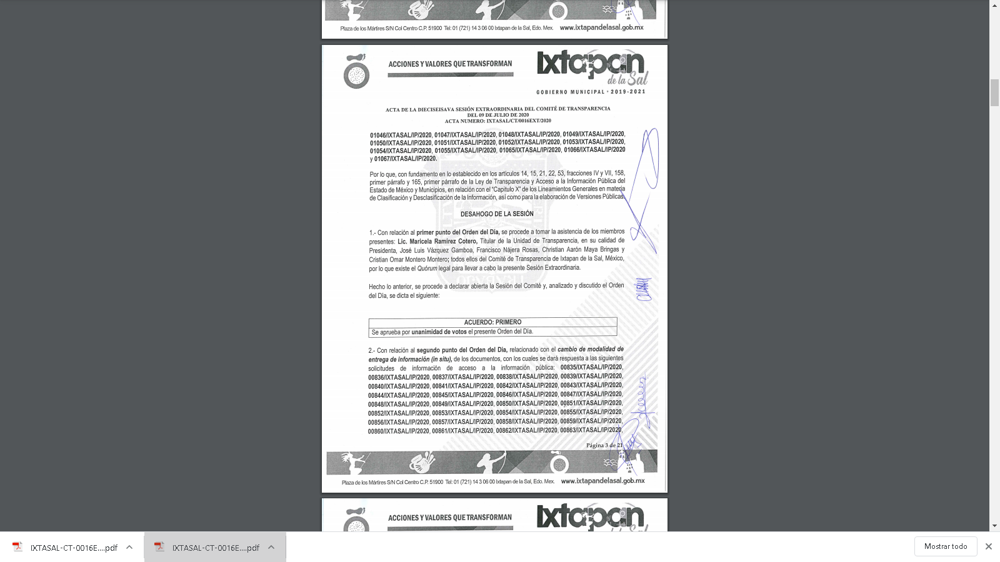 Plaza de los Mártires S/N Col Centro C.P. 51900 Tel: 01 (721) 14 3 06 00 Ixtapan de la Sal, Edo. Mex. www.ixtapandelasal.gob.mx
ACCIONES Y VALORES QUE TRANSFORMAN
Ixtapan
de la Sal
GOBIERNO MUNICIPAL • 2019-2021
ACTA DE LA DIECISEISAVA SESIÓN EXTRAORDINARIA DEL COMITÉ DE TRANSPARENCIA
DEL 09 DE JULIO DE 2020
ACTA NUMERO: IXTASAL/CT/0016EXT/2020
01046/IXTASAL/IP/2020, 01047/IXTASAL/IP/2020, 01048/IXTASAL/IP/2020, 01049/IXTASAL/IP/2020,
01050/IXTASAL/IP/2020, 01051/IXTASAL/IP/2020, 01052/IXTASAL/IP/2020, 01053/IXTASAL/IP/2020,
01054/IXTASAL/IP/2020, 01055/IXTASAL/IP/2020, 01065/IXTASAL/IP/2020, 01066/IXTASAL/IP/2020
y 01067/IXTASAL/IP/2020.
Por lo que, con fundamento en lo establecido en los artículos 14, 15, 21, 22, 53, fracciones IV y VII, 158,
primer párrafo y 165, primer párrafo de la Ley de Transparencia y Acceso a la Información Pública del
Estado de México y Municipios, en relación con el "Capitulo X" de los Lineamientos Generales en materia
de Clasificación y Desclasificación de la Información, así como para la elaboración de Versiones Públicas.
DESAHOGO DE LA SESIÓN
1.- Con relación al primer punto del Orden del Día, se procede a tomar la asistencia de los miembros
presentes: Lic. Maricela Ramirez Cotero, Titular de la Unidad de Transparencia, en su calidad de
Presidenta, José Luis Vázquez Gamboa, Francisco Nájera Rosas, Christian Aarón Maya Bringas y
Cristian Omar Montero Montero; todos ellos del Comité de Transparencia de Ixtapan de la Sal, México,
por lo que existe el Quórum legal para llevar a cabo la presente Sesión Extraordinaria.
Hecho lo anterior, se procede a declarar abierta la Sesión del Comité y, analizado y discutido el Orden
del Día, se dicta el siguiente:
ACUERDO: PRIMERO
Se aprueba por unanimidad de votos el presente Orden del Día.
2.- Con relación al segundo punto del Orden del Día, relacionado con el cambio de modalidad de
entrega de información (in situ), de los documentos, con los cuales se dará respuesta a las siguientes
solicitudes de información de acceso a la información pública: 00835/IXTASAL/IP/2020,
00836/IXTASAL/IP/2020, 00837/IXTASAL/IP/2020, 00838/IXTASAL/IP/2020, 00839/IXTASAL/IP/2020,
00840/IXTASAL/IP/2020, 00841/IXTASAL/IP/2020, 00842/IXTASAL/IP/2020, 00843/IXTASAL/IP/2020,
00844/IXTASAL/IP/2020, 00845/IXTASAL/IP/2020, 00846/IXTASAL/IP/2020, 00847/IXTASAL/IP/2020,
00848/IXTASAL/IP/2020, 00849/IXTASAL/IP/2020, 00850/IXTASAL/IP/2020, 00851/IXTASAL/IP/2020,
00852/IXTASAL/IP/2020, 00853/IXTASAL/IP/2020, 00854/IXTASAL/IP/2020, 00855/IXTASAL/IP/2020,
00856/IXTASAL/IP/2020, 00857/IXTASAL/IP/2020, 00858/IXTASAL/IP/2020, 00859/IXTASAL/IP/2020,
00860/IXTASAL/IP/2020, 00861/IXTASAL/IP/2020, 00862/IXTASAL/IP/2020, 00863/IXTASAL/IP/2020,
Página 3 de 21
Plaza de los Mártires S/N Col Centro C.P. 51900 Tel: 01 (721) 14 3 06 00 Ixtapan de la Sal, Edo. Mex. www.ixtapandelasal.gob.mx
ACCIONES Y VALORES QUE TRANSFORMAN
Ixtapan
de la Sal
IXTASAL-CT-0016E....pdf
IXTASAL-CT-0016E....pdf
Mostrar todo